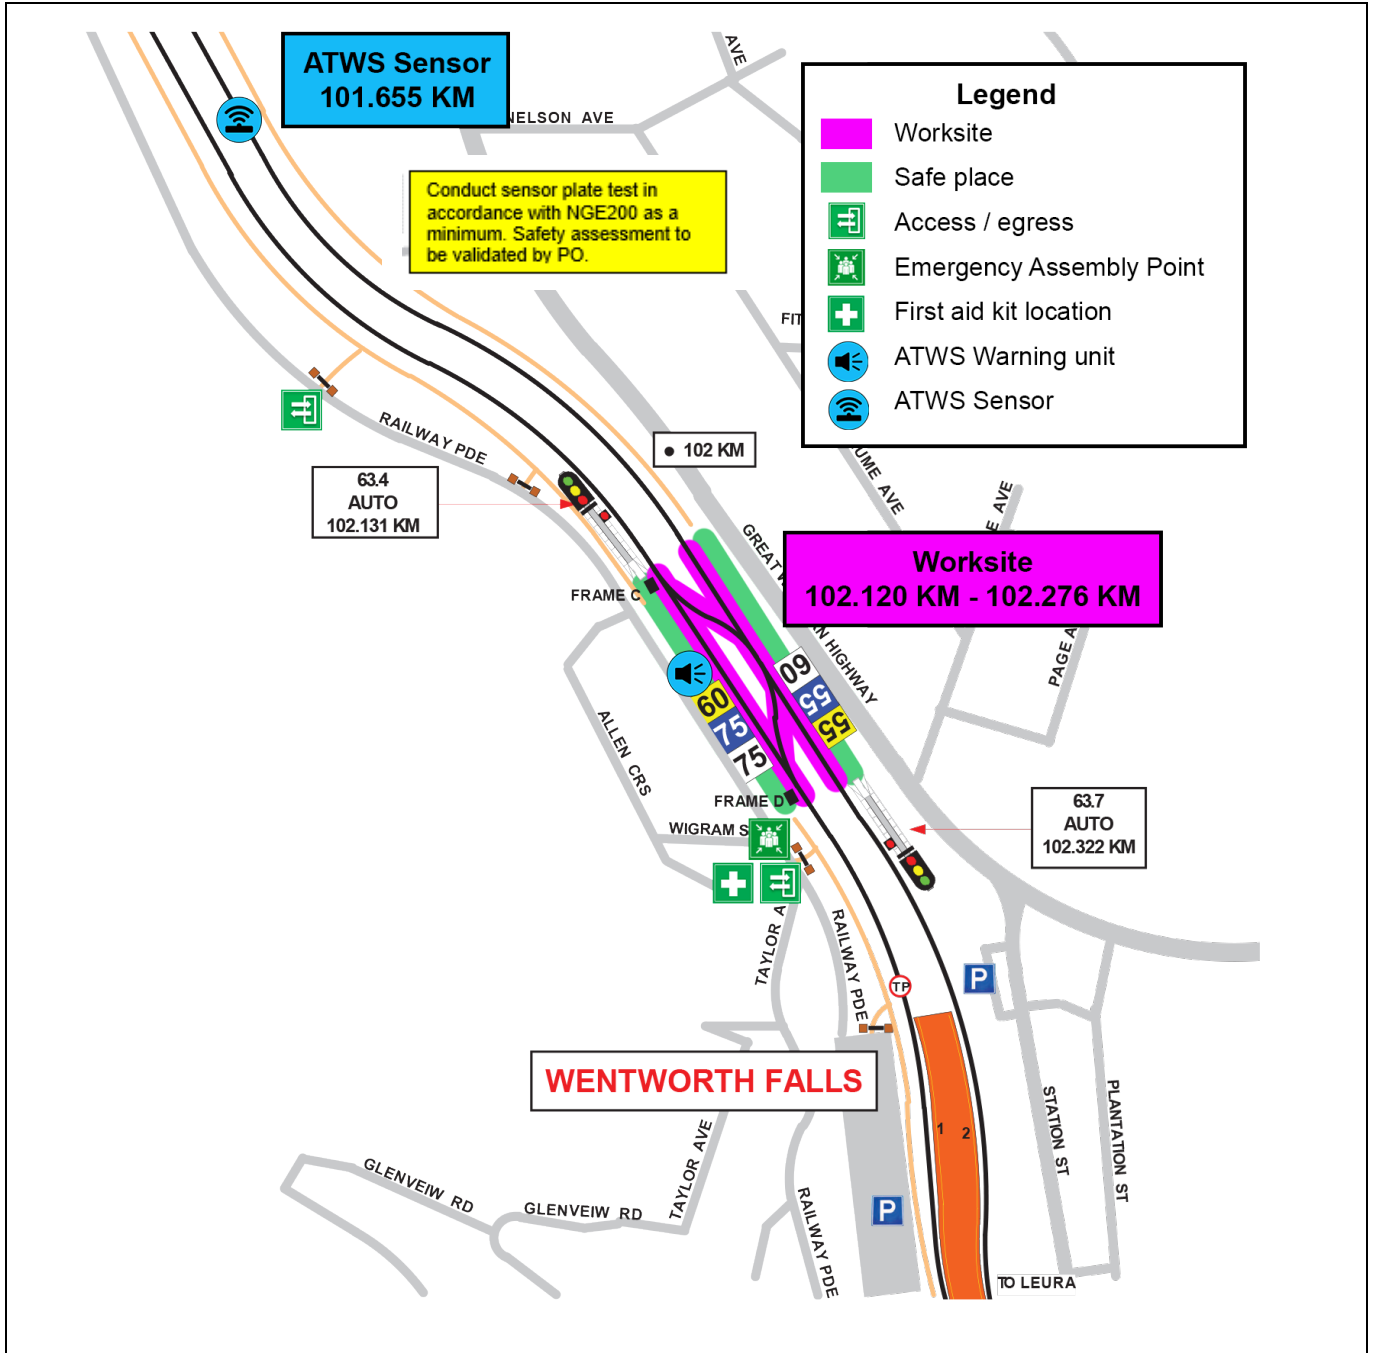 ATWS Sensor
101.655 KM
AVE
NELSON AVE
Legend
Worksite
Safe place
Access / egress
Emergency Assembly Point
First aid kit location
ATWS Warning unit
ATWS Sensor
Conduct sensor plate test in
accordance with NGE200 as a
minimum. Safety assessment to
be validated by PO.
FIT
RAILWAY PDE
102 KM
UME AVE
E AVE
63.4
AUTO
102.131 KM
GREAT W
AN HIGHWAY
Worksite
102.120 KM - 102.276 KM
FRAME C
PAGE A
60
55
55
60
75
75
ALLEN CRS
FRAME D
WIGRAM S
63.7
AUTO
102.322 KM
TAYLOR A
RAILWAY PDE
TP
P
WENTWORTH FALLS
1
2
STATION ST
PLANTATION ST
TAYLOR AVE
GLENVEIW RD
GLENVEIW RD
RAILWAY PDE
P
TO LEURA